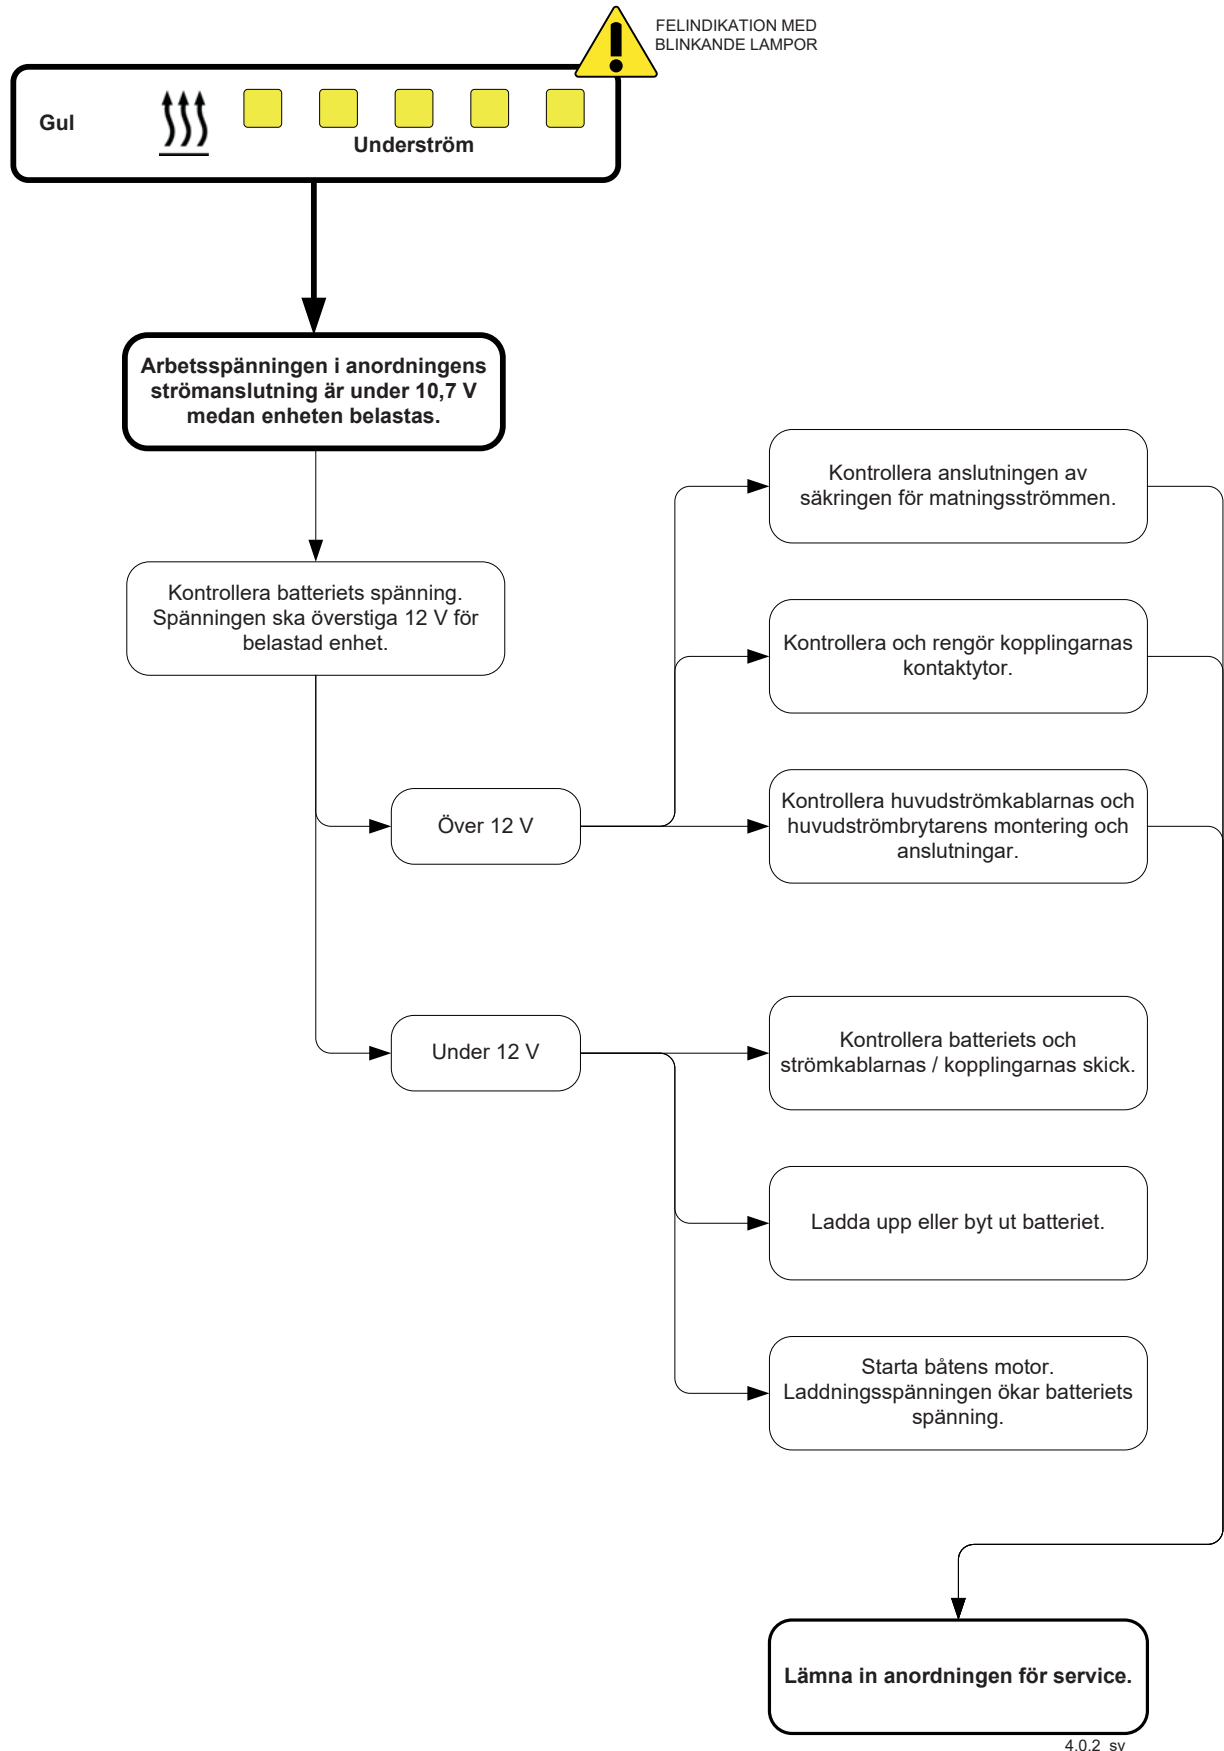 FELINDIKATION MED
BLINKANDE LAMPOR
Gul
Underström
Arbetsspänningen i anordningens
strömanslutning är under 10,7 V
medan enheten belastas.
Kontrollera batteriets spänning.
Spänningen ska överstiga 12 V för
belastad enhet.
Över 12 V
Kontrollera anslutningen av
säkringen för matningsströmmen.
Kontrollera och rengör kopplingarnas
kontaktytor.
Kontrollera huvudströmkablarnas och
huvudströmbrytarens montering och
anslutningar.
Under 12 V
Kontrollera batteriets och
strömkablarnas / kopplingarnas skick.
Ladda upp eller byt ut batteriet.
Starta båtens motor.
Laddningsspänningen ökar batteriets
spänning.
Lämna in anordningen för service.
4.0.2_sv